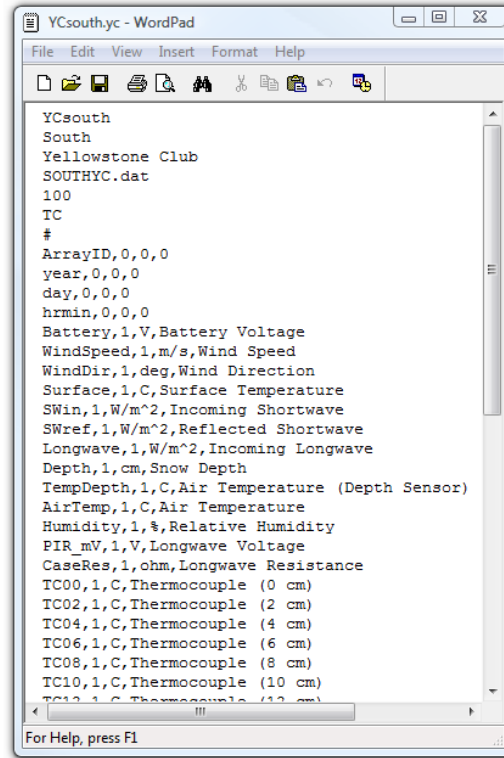 YCsouth.yc - WordPad
File Edit View Insert Format Help
YCsouth
South
Yellowstone Club
SOUTHYC.dat
100
TC
#
ArrayID,0,0,0
year,0,0,0
day,0,0,0
hrmin,0,0,0
Battery,1,V,Battery Voltage
WindSpeed,1,m/s,Wind Speed
WindDir,1,deg,Wind Direction
Surface,1,C,Surface Temperature
SWin,1,W/m^2,Incoming Shortwave
SWref,1,W/m^2,Reflected Shortwave
Longwave,1,W/m^2,Incoming Longwave
Depth,1,cm,Snow Depth
TempDepth,1,C,Air Temperature (Depth Sensor)
AirTemp,1,C,Air Temperature
Humidity,1,%,Relative Humidity
PIR_mV,1,V,Longwave Voltage
CaseRes,1,ohm,Longwave Resistance
TC00,1,C,Thermocouple (0 cm)
TC02,1,C,Thermocouple (2 cm)
TC04,1,C,Thermocouple (4 cm)
TC06,1,C,Thermocouple (6 cm)
TC08,1,C,Thermocouple (8 cm)
TC10,1,C,Thermocouple (10 cm)
TC12,1,C,Thermocouple (12 cm)
For Help, press F1